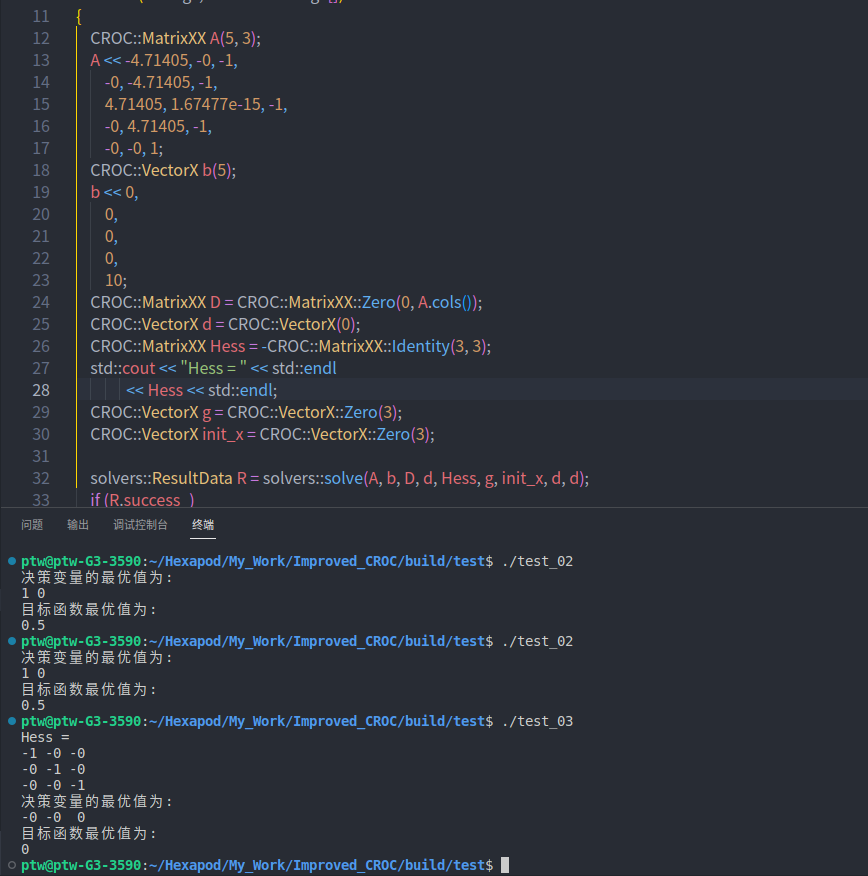 11 {
12 CROC::MatrixXX A(5, 3);
13 A << -4.71405, -0, -1,
14 -0, -4.71405, -1,
15 4.71405, 1.67477e-15, -1,
16 -0, 4.71405, -1,
17 -0, -0, 1;
18 CROC::VectorX b(5);
19 b << 0,
20 0,
21 0,
22 0,
23 10;
24 CROC::MatrixXX D = CROC::MatrixXX::Zero(0, A.cols());
25 CROC::VectorX d = CROC::VectorX(0);
26 CROC::MatrixXX Hess = -CROC::MatrixXX::Identity(3, 3);
27 std::cout << "Hess = " << std::endl
28 << Hess << std::endl;
29 CROC::VectorX g = CROC::VectorX::Zero(3);
30 CROC::VectorX init_x = CROC::VectorX::Zero(3);
31
32 solvers::ResultData R = solvers::solve(A, b, D, d, Hess, g, init_x, d, d);
33 if (R.success_)
问题 输出 调试控制台 终端
ptw@ptw-G3-3590:~/Hexapod/My_Work/Improved_CROC/build/test$ ./test_02
决策变量的最优值为:
1 0
目标函数最优值为:
0.5
ptw@ptw-G3-3590:~/Hexapod/My_Work/Improved_CROC/build/test$ ./test_02
决策变量的最优值为:
1 0
目标函数最优值为:
0.5
ptw@ptw-G3-3590:~/Hexapod/My_Work/Improved_CROC/build/test$ ./test_03
Hess =
-1 -0 -0
-0 -1 -0
-0 -0 -1
决策变量的最优值为:
-0 -0  0
目标函数最优值为:
0
ptw@ptw-G3-3590:~/Hexapod/My_Work/Improved_CROC/build/test$